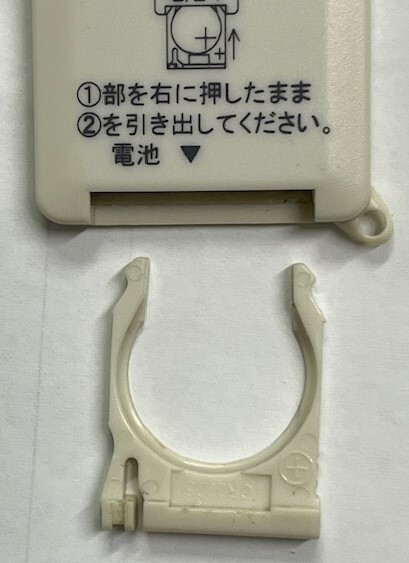 ①部を右に押したまま
②を引き出してください。
電池 ▼